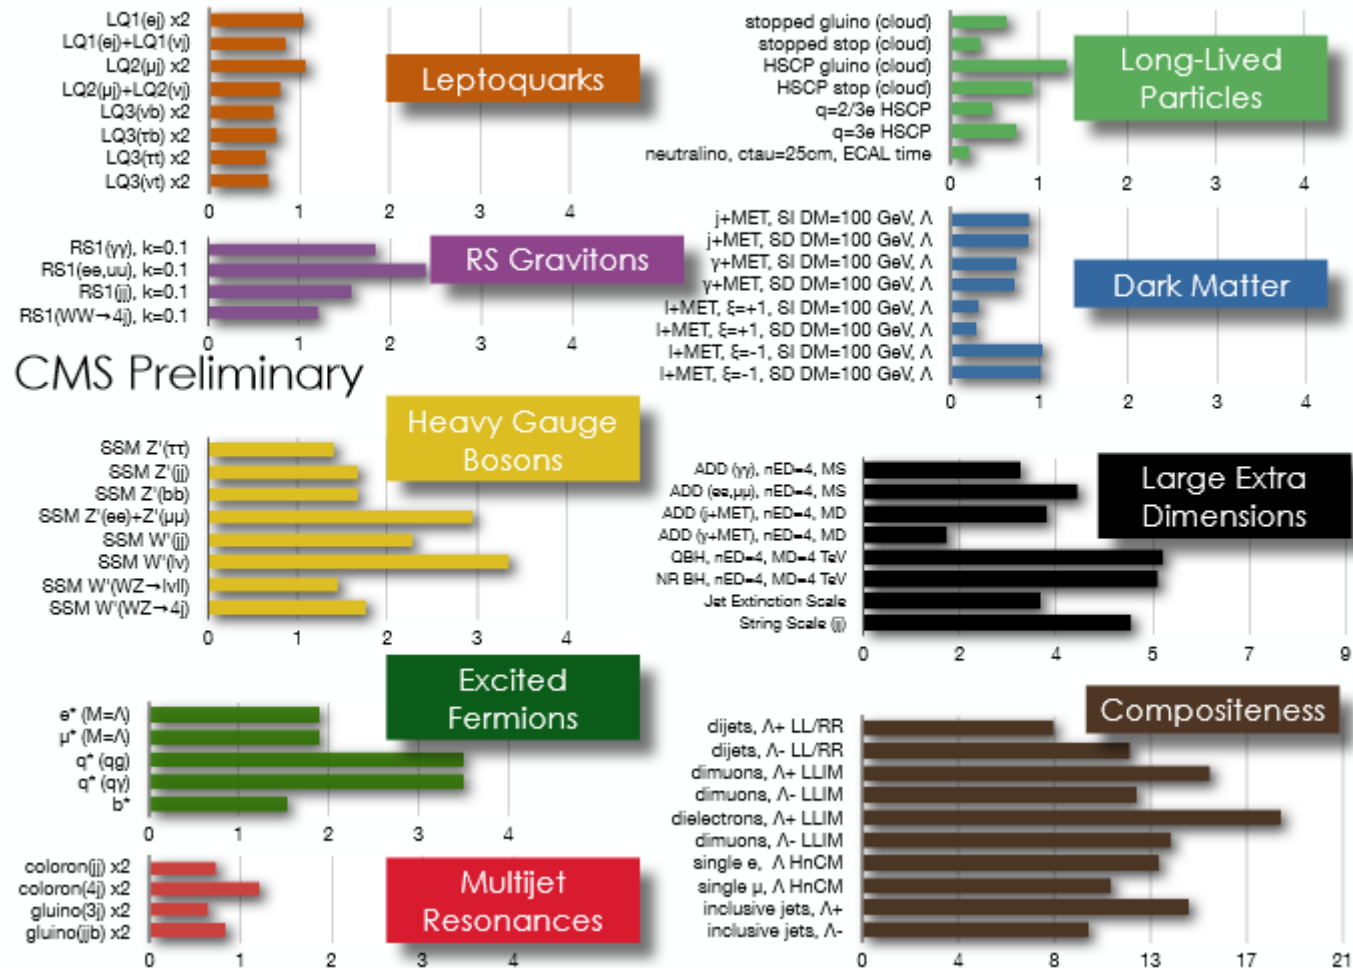 LQ1(ej) x2
LQ1(ej)+LQ1(νj)
LQ2(μj) x2
LQ2(μj)+LQ2(νj)
LQ3(νb) x2
LQ3(τb) x2
LQ3(τt) x2
LQ3(νt) x2
0 1 2 3 4
Leptoquarks
RS1(γγ), k=0.1
RS1(ee,uu), k=0.1
RS1(jj), k=0.1
RS1(WW→4j), k=0.1
0 1 2 3 4
RS Gravitons
CMS Preliminary
Heavy Gauge
Bosons
SSM Z'(ττ)
SSM Z'(jj)
SSM Z'(bb)
SSM Z'(ee)+Z'(μμ)
SSM W'(jj)
SSM W'(lν)
SSM W'(WZ→lνll)
SSM W'(WZ→4j)
0 1 2 3 4
Excited
Fermions
e* (M=Λ)
μ* (M=Λ)
q* (qg)
q* (qγ)
b*
0 1 2 3 4
coloron(jj) x2
coloron(4j) x2
gluino(3j) x2
gluino(jjb) x2
0 1 2 3 4
Multijet
Resonances
stopped gluino (cloud)
stopped stop (cloud)
HSCP gluino (cloud)
HSCP stop (cloud)
q=2/3e HSCP
q=3e HSCP
neutralino, ctau=25cm, ECAL time
0 1 2 3 4
Long-Lived
Particles
j+MET, SI DM=100 GeV, Λ
j+MET, SD DM=100 GeV, Λ
γ+MET, SI DM=100 GeV, Λ
γ+MET, SD DM=100 GeV, Λ
l+MET, ξ=+1, SI DM=100 GeV, Λ
l+MET, ξ=+1, SD DM=100 GeV, Λ
l+MET, ξ=-1, SI DM=100 GeV, Λ
l+MET, ξ=-1, SD DM=100 GeV, Λ
0 1 2 3 4
Dark Matter
ADD (γγ), nED=4, MS
ADD (ee,μμ), nED=4, MS
ADD (j+MET), nED=4, MD
ADD (γ+MET), nED=4, MD
QBH, nED=4, MD=4 TeV
NR BH, nED=4, MD=4 TeV
Jet Extinction Scale
String Scale (jj)
0 2 4 5 7 9
Large Extra
Dimensions
Compositeness
dijets, Λ+ LL/RR
dijets, Λ- LL/RR
dimuons, Λ+ LLIM
dimuons, Λ- LLIM
dielectrons, Λ+ LLIM
dimuons, Λ- LLIM
single e, Λ HnCM
single μ, Λ HnCM
inclusive jets, Λ+
inclusive jets, Λ-
0 4 8 13 17 21